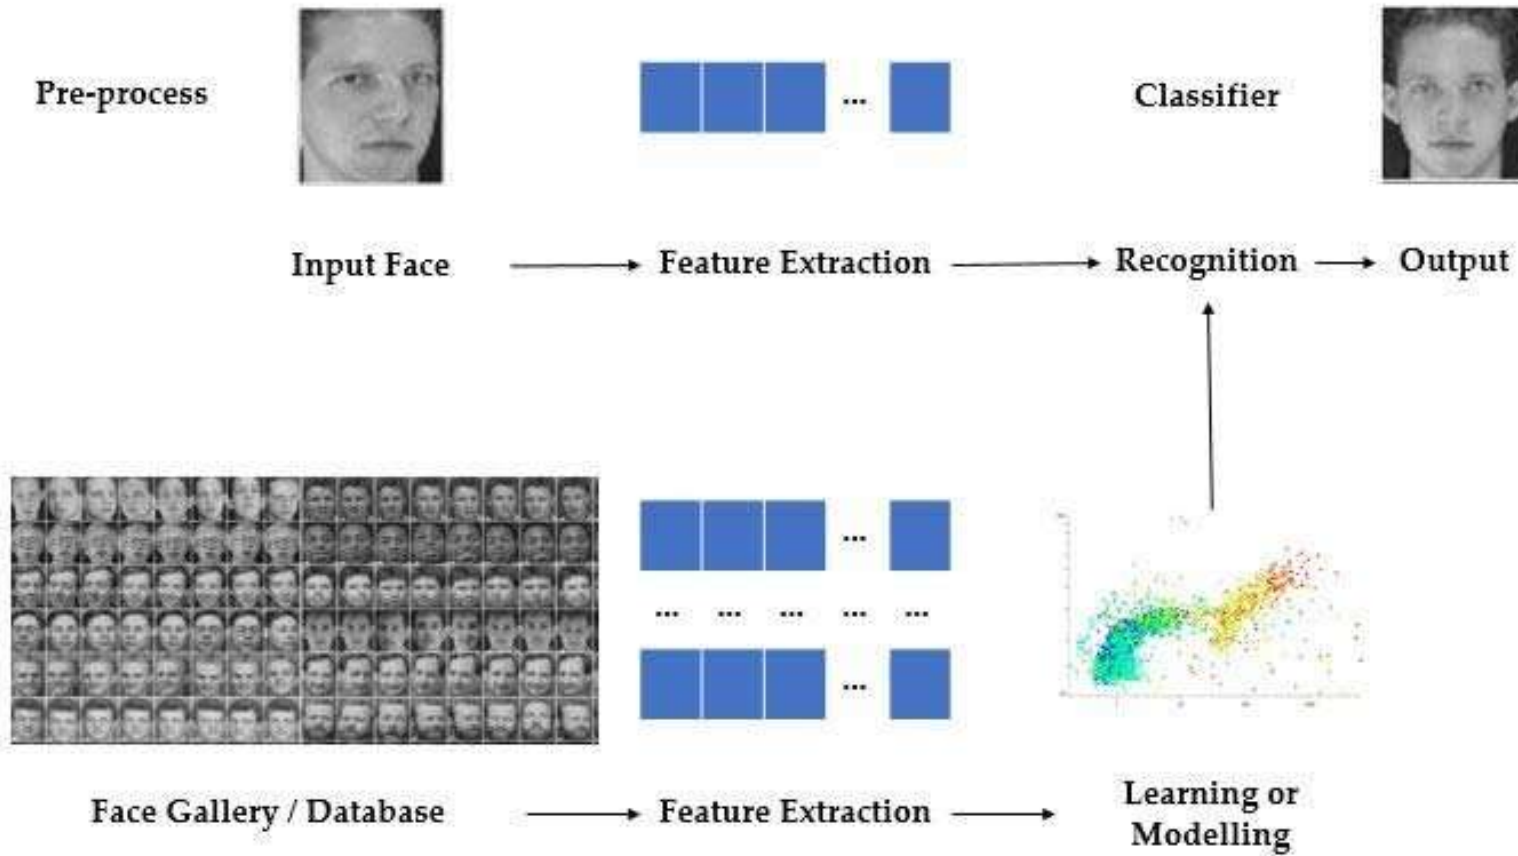 Pre-process
Classifier
Input Face
Feature Extraction
Recognition
Output
Face Gallery / Database
Feature Extraction
Learning or
Modelling